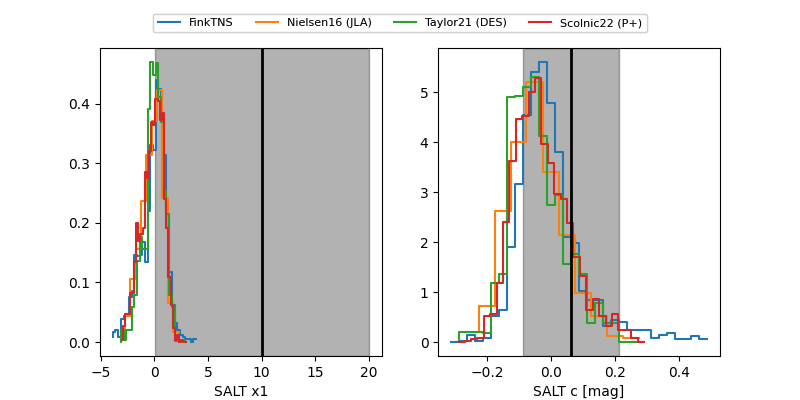 FinkTNS Nielsen16 (JLA) Taylor21 (DES) Scolnic22 (P+)
0.4
0.3
0.2
0.1
0.0
−5 0 5 10 15 20
SALT x1
5
4
3
2
1
0
−0.2 0.0 0.2 0.4
SALT c [mag]